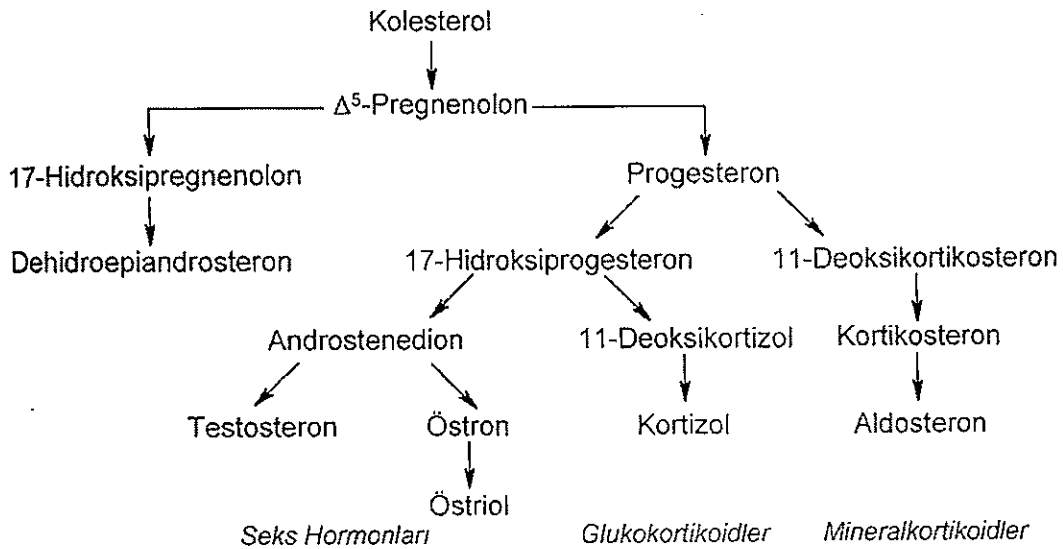 Kolesterol
Δ⁵-Pregnenolon
17-Hidroksipregnenolon
Progesteron
Dehidroepiandrosteron
17-Hidroksiprogesteron
11-Deoksikortikosteron
Androstenedion
11-Deoksikortizol
Kortikosteron
Testosteron
Östron
Kortizol
Aldosteron
Östriol
Seks Hormonları
Glukokortikoidler
Mineralkortikoidler